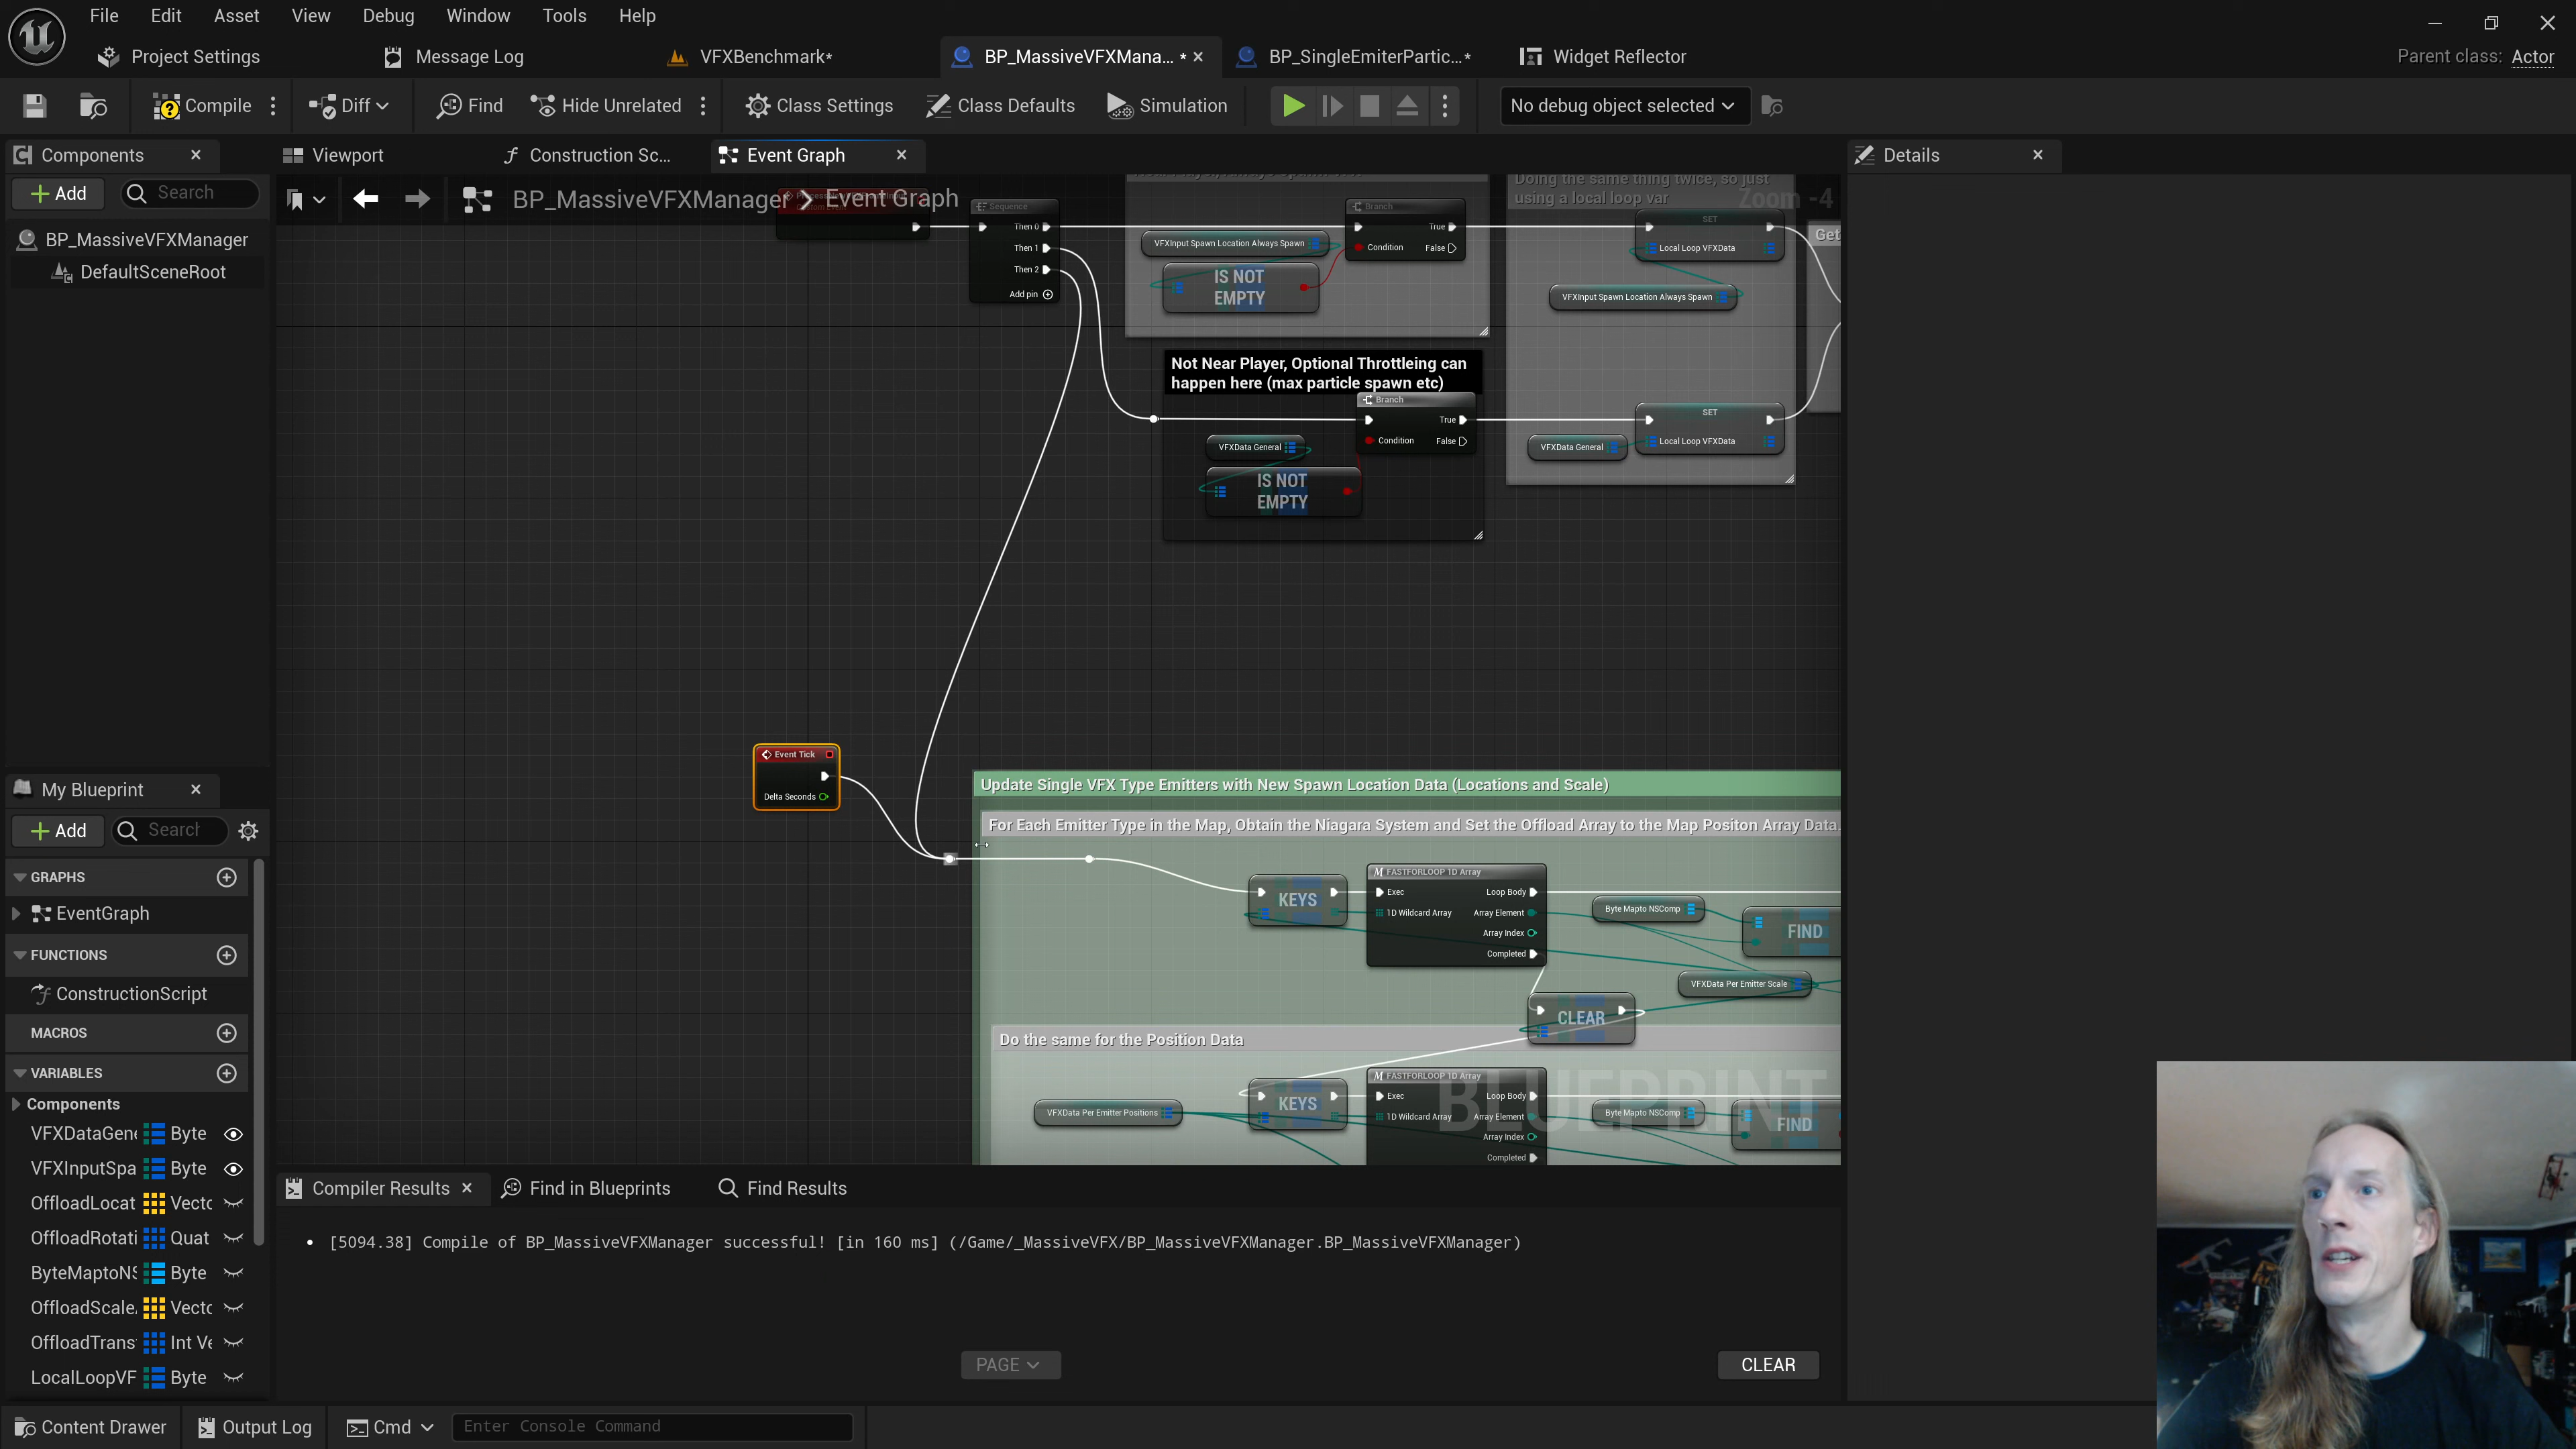 File Edit Asset View Debug Window Tools Help
Project Settings
Message Log
VFXBenchmark*
BP_MassiveVFXMana... *
BP_SingleEmiterPartic...*
Widget Reflector
Parent class: Actor
Compile
Diff
Find
Hide Unrelated
Class Settings
Class Defaults
Simulation
No debug object selected
Components
Viewport
Construction Sc...
Event Graph
Details
Add
Search
BP_MassiveVFXManager > Event Graph
Zoom -4
BP_MassiveVFXManager
DefaultSceneRoot
Sequence
Then 0
Then 1
Then 2
Add pin
VFXInput Spawn Location Always Spawn
IS NOT
EMPTY
Branch
True
Condition
False
Doing the same thing twice, so just
using a local loop var
SET
Local Loop VFXData
VFXInput Spawn Location Always Spawn
Get
Not Near Player, Optional Throttleing can
happen here (max particle spawn etc)
Branch
True
Condition
False
VFXData General
IS NOT
EMPTY
SET
VFXData General
Local Loop VFXData
Event Tick
Delta Seconds
Update Single VFX Type Emitters with New Spawn Location Data (Locations and Scale)
For Each Emitter Type in the Map, Obtain the Niagara System and Set the Offload Array to the Map Positon Array Data.
KEYS
FASTFORLOOP 1D Array
Exec
Loop Body
1D Wildcard Array
Array Element
Array Index
Completed
Byte Mapto NSComp
FIND
VFXData Per Emitter Scale
CLEAR
Do the same for the Position Data
VFXData Per Emitter Positions
KEYS
FASTFORLOOP 1D Array
Exec
Loop Body
1D Wildcard Array
Array Element
Array Index
Completed
Byte Mapto NSComp
FIND
BLUEPRINT
My Blueprint
Add
Search
GRAPHS
EventGraph
FUNCTIONS
ConstructionScript
MACROS
VARIABLES
Components
VFXDataGene Byte
VFXInputSpa Byte
OffloadLocat Vecto
OffloadRotati Quat
ByteMaptoNS Byte
OffloadScale Vecto
OffloadTrans Int Ve
LocalLoopVF Byte
Compiler Results
Find in Blueprints
Find Results
[5094.38] Compile of BP_MassiveVFXManager successful! [in 160 ms] (/Game/_MassiveVFX/BP_MassiveVFXManager.BP_MassiveVFXManager)
PAGE
CLEAR
Content Drawer
Output Log
Cmd
Enter Console Command